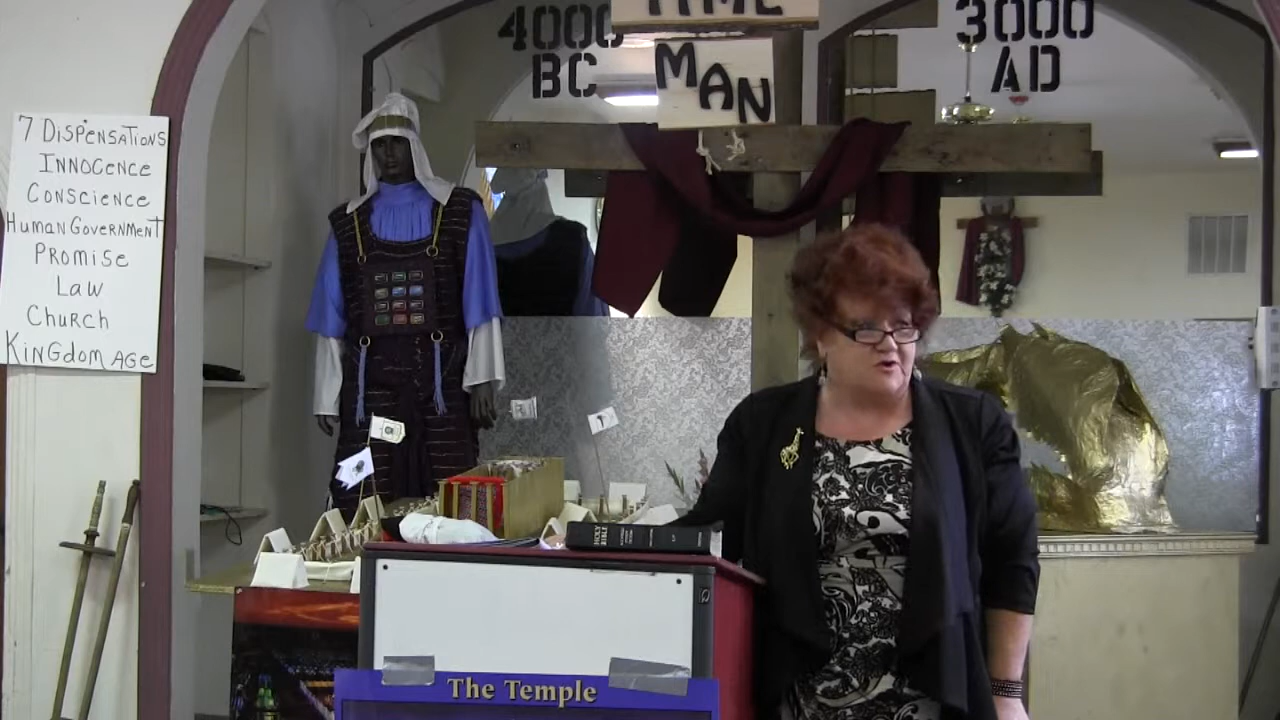 7 DISPENSATIONS
INNOCENCE
CONSCIENCE
HUMAN GOVERNMENT
PROMISE
LAW
CHURCH
KINGDOM AGE
4000
BC
TIME
MAN
3000
AD
HOLY BIBLE
The Temple